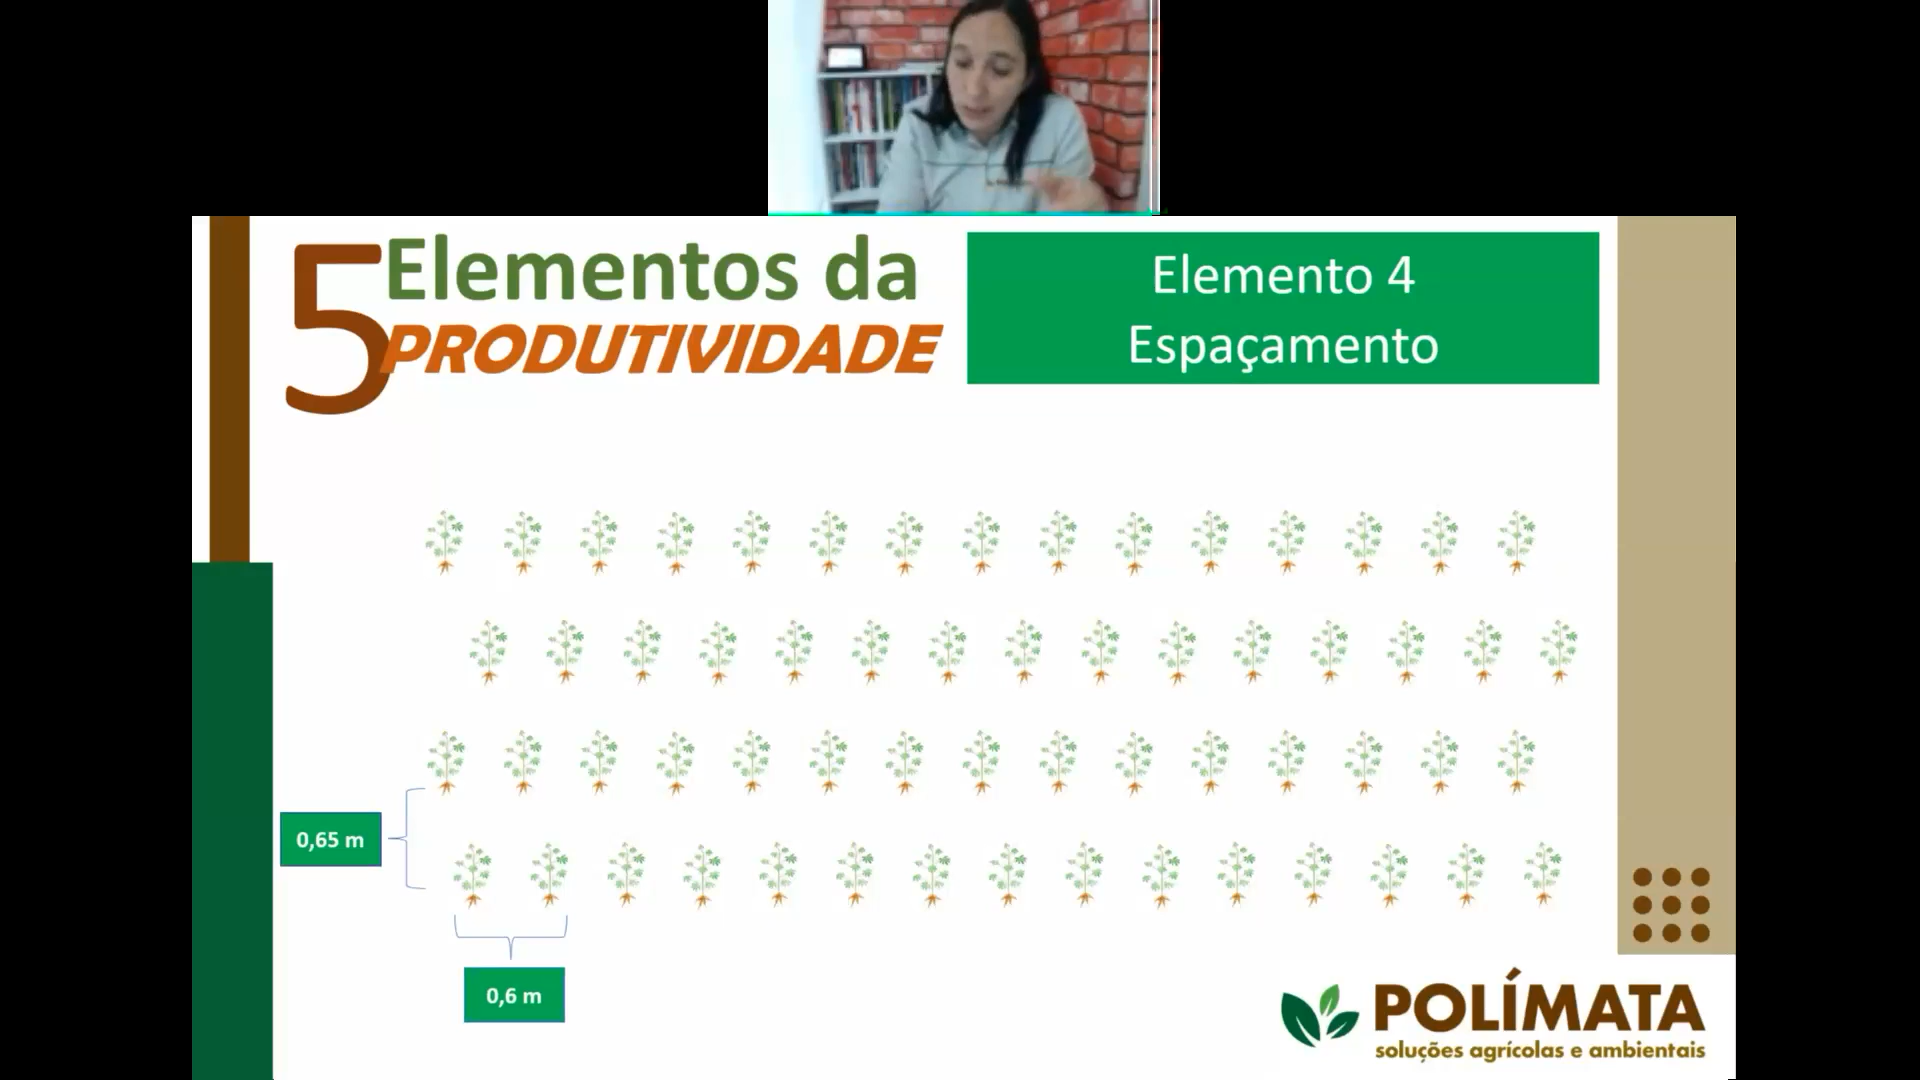 5 Elementos da
PRODUTIVIDADE
Elemento 4
Espaçamento
0,65 m
0,6 m
POLÍMATA
soluções agrícolas e ambientais